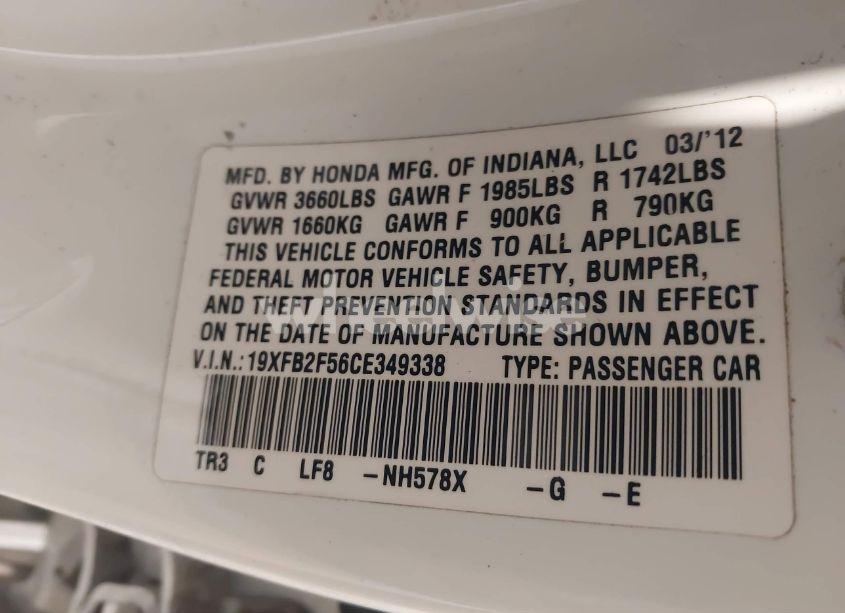 MFD. BY HONDA MFG. OF INDIANA, LLC 03/'12
GVWR 3660LBS GAWR F 1985LBS R 1742LBS
GVWR 1660KG GAWR F 900KG R 790KG
THIS VEHICLE CONFORMS TO ALL APPLICABLE
FEDERAL MOTOR VEHICLE SAFETY, BUMPER,
AND THEFT PREVENTION STANDARDS IN EFFECT
ON THE DATE OF MANUFACTURE SHOWN ABOVE.
V.I.N.:19XFB2F56CE349338 TYPE: PASSENGER CAR
TR3 C LF8 -NH578X -G -E